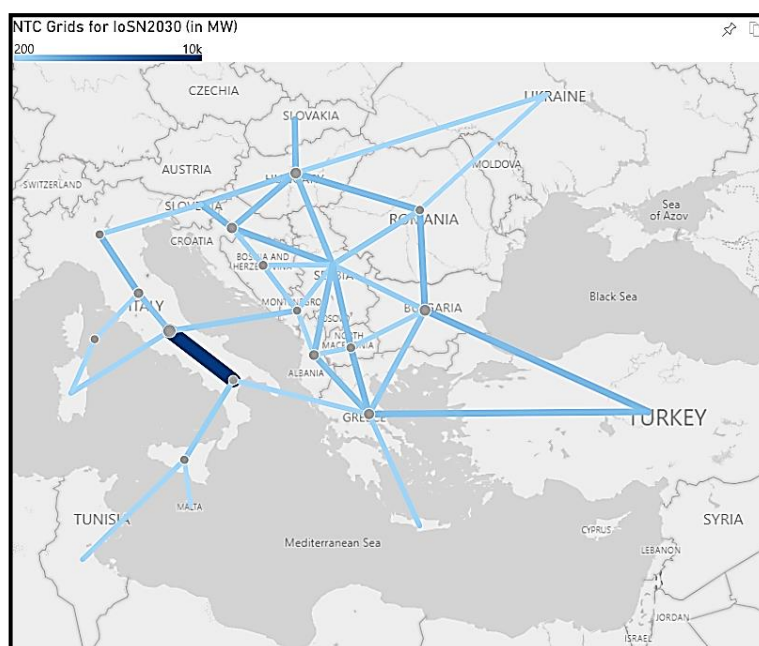 NTC Grids for IoSN2030 (in MW)
200 10k
CZECHIA
UKRAINE
SLOVAKIA
AUSTRIA
MOLDOVA
SWITZERLAND
HUNGARY
SLOVENIA
Sea
of Azov
ROMANIA
CROATIA
BOSNIA AND
HERZEGOVINA
SERBIA
Black Sea
ITALY
MONTENEGRO
BULGARIA
KOSOVO
NORTH
MACEDONIA
ALBANIA
GREECE
TURKEY
MALTA
TUNISIA
SYRIA
CYPRUS
Mediterranean Sea
LEBANON
JORDAN
ISRAEL